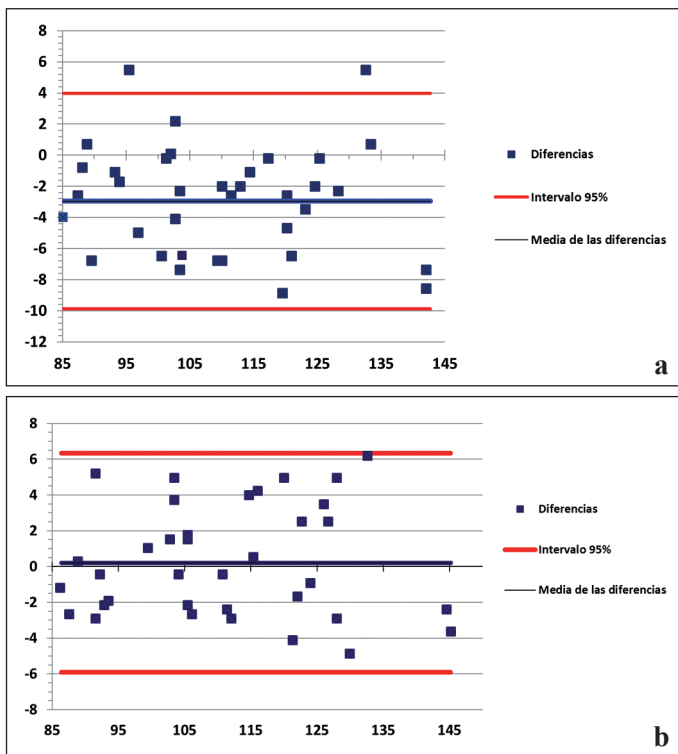 8
6
4
2
0
-2
-4
-6
-8
-10
-12
85 95 105 115 125 135 145
Diferencias
Intervalo 95%
Media de las diferencias
a
8
6
4
2
0
-2
-4
-6
-8
85 95 105 115 125 135 145
Diferencias
Intervalo 95%
Media de las diferencias
b